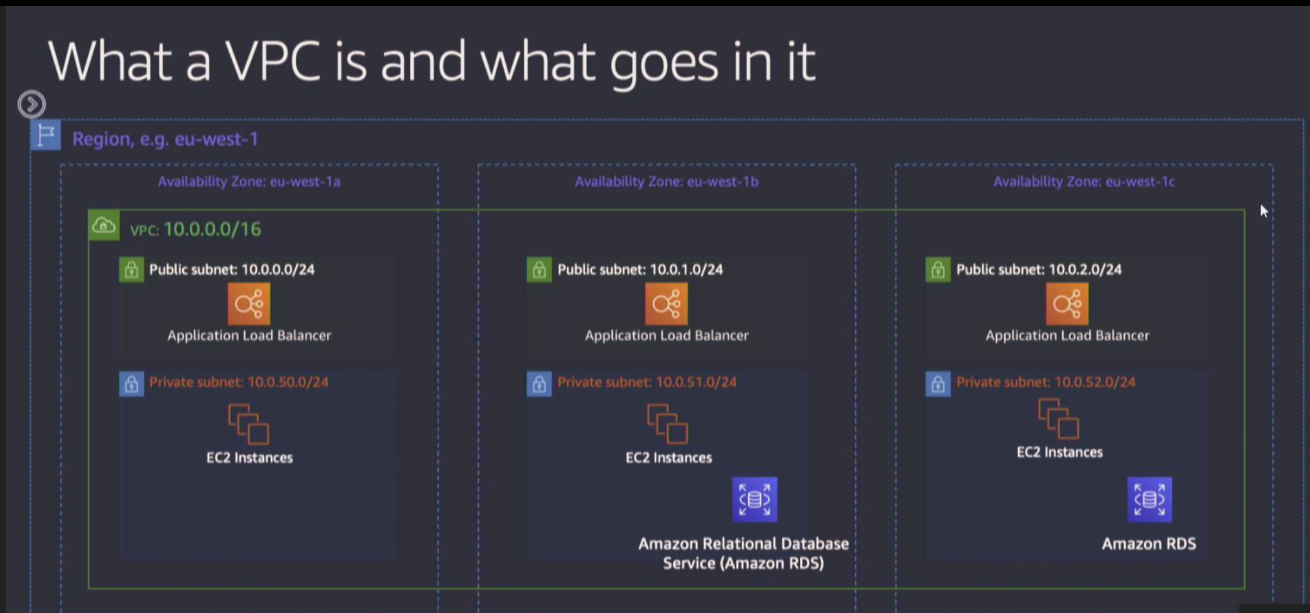 What a VPC is and what goes in it
Region, e.g. eu-west-1
Availability Zone: eu-west-1a
Availability Zone: eu-west-1b
Availability Zone: eu-west-1c
VPC: 10.0.0.0/16
Public subnet: 10.0.0.0/24
Public subnet: 10.0.1.0/24
Public subnet: 10.0.2.0/24
Application Load Balancer
Application Load Balancer
Application Load Balancer
Private subnet: 10.0.50.0/24
Private subnet: 10.0.51.0/24
Private subnet: 10.0.52.0/24
EC2 Instances
EC2 Instances
EC2 Instances
Amazon Relational Database
Service (Amazon RDS)
Amazon RDS